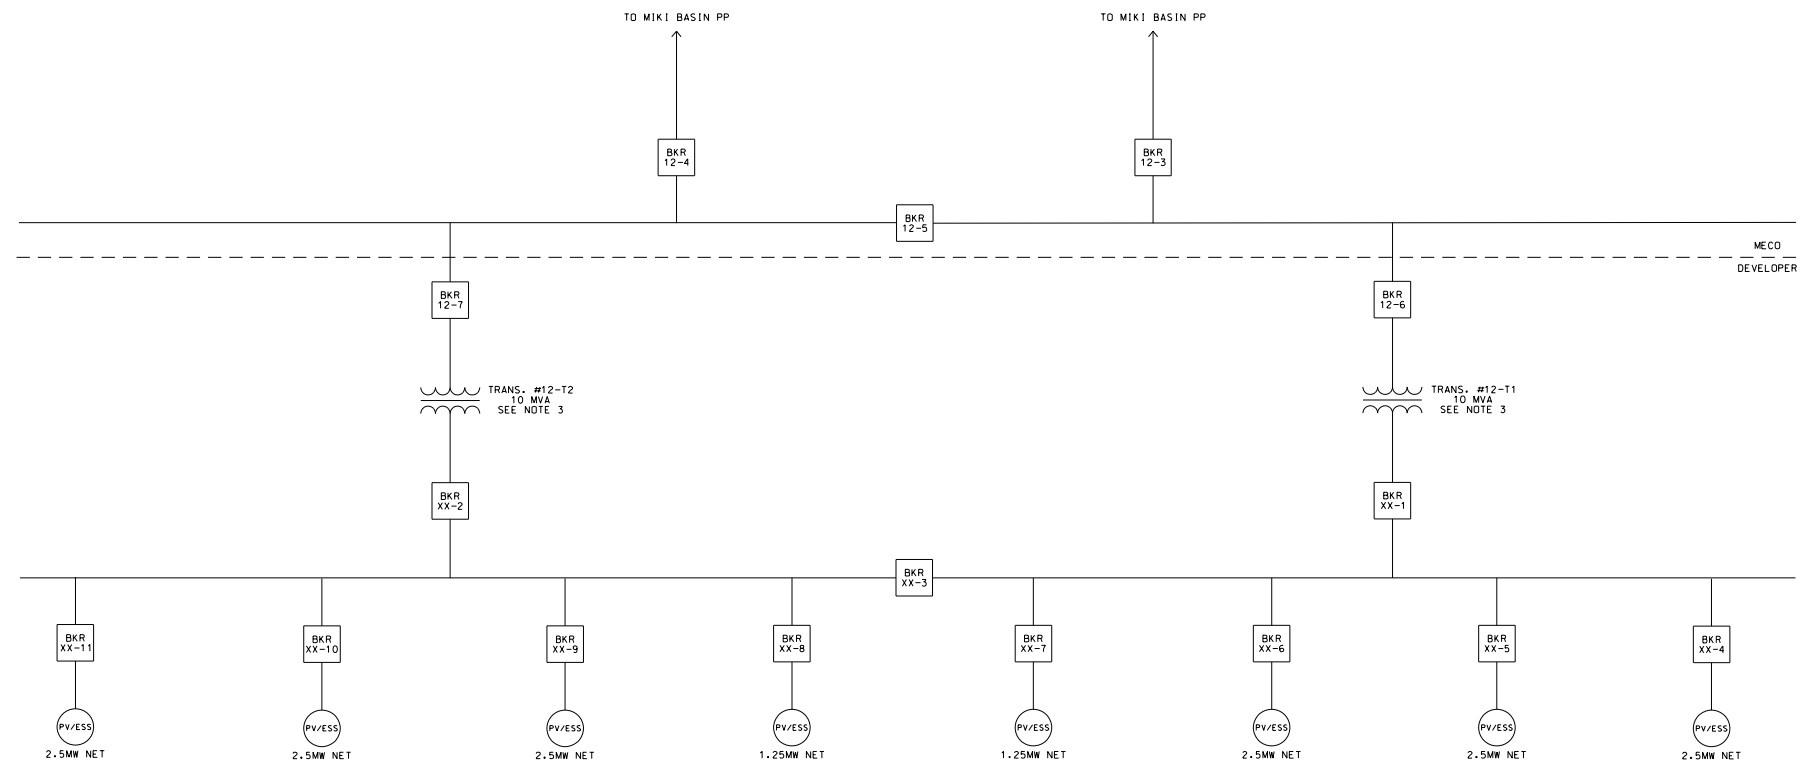 TO MIKI BASIN PP
TO MIKI BASIN PP
BKR
12-4
BKR
12-3
BKR
12-5
MECO
DEVELOPER
BKR
12-7
BKR
12-6
TRANS. #12-T2
10 MVA
SEE NOTE 3
TRANS. #12-T1
10 MVA
SEE NOTE 3
BKR
XX-2
BKR
XX-1
BKR
XX-3
BKR
XX-11
BKR
XX-10
BKR
XX-9
BKR
XX-8
BKR
XX-7
BKR
XX-6
BKR
XX-5
BKR
XX-4
PV/ESS
PV/ESS
PV/ESS
PV/ESS
PV/ESS
PV/ESS
PV/ESS
PV/ESS
2.5MW NET
2.5MW NET
2.5MW NET
1.25MW NET
1.25MW NET
2.5MW NET
2.5MW NET
2.5MW NET